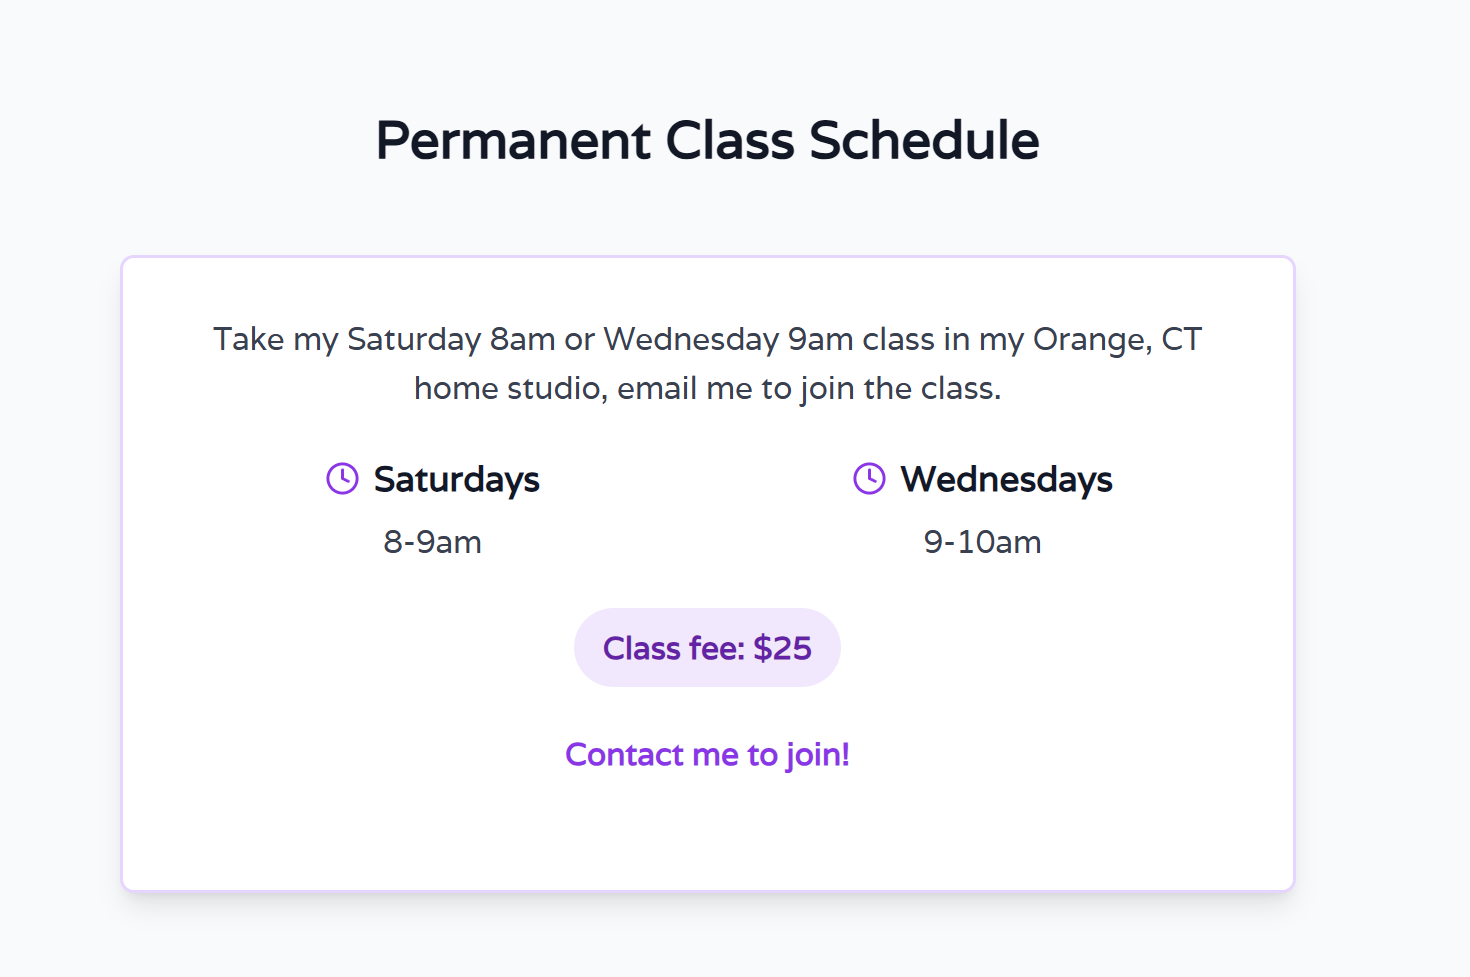 Permanent Class Schedule
Take my Saturday 8am or Wednesday 9am class in my Orange, CT
home studio, email me to join the class.
Saturdays
8-9am
Wednesdays
9-10am
Class fee: $25
Contact me to join!